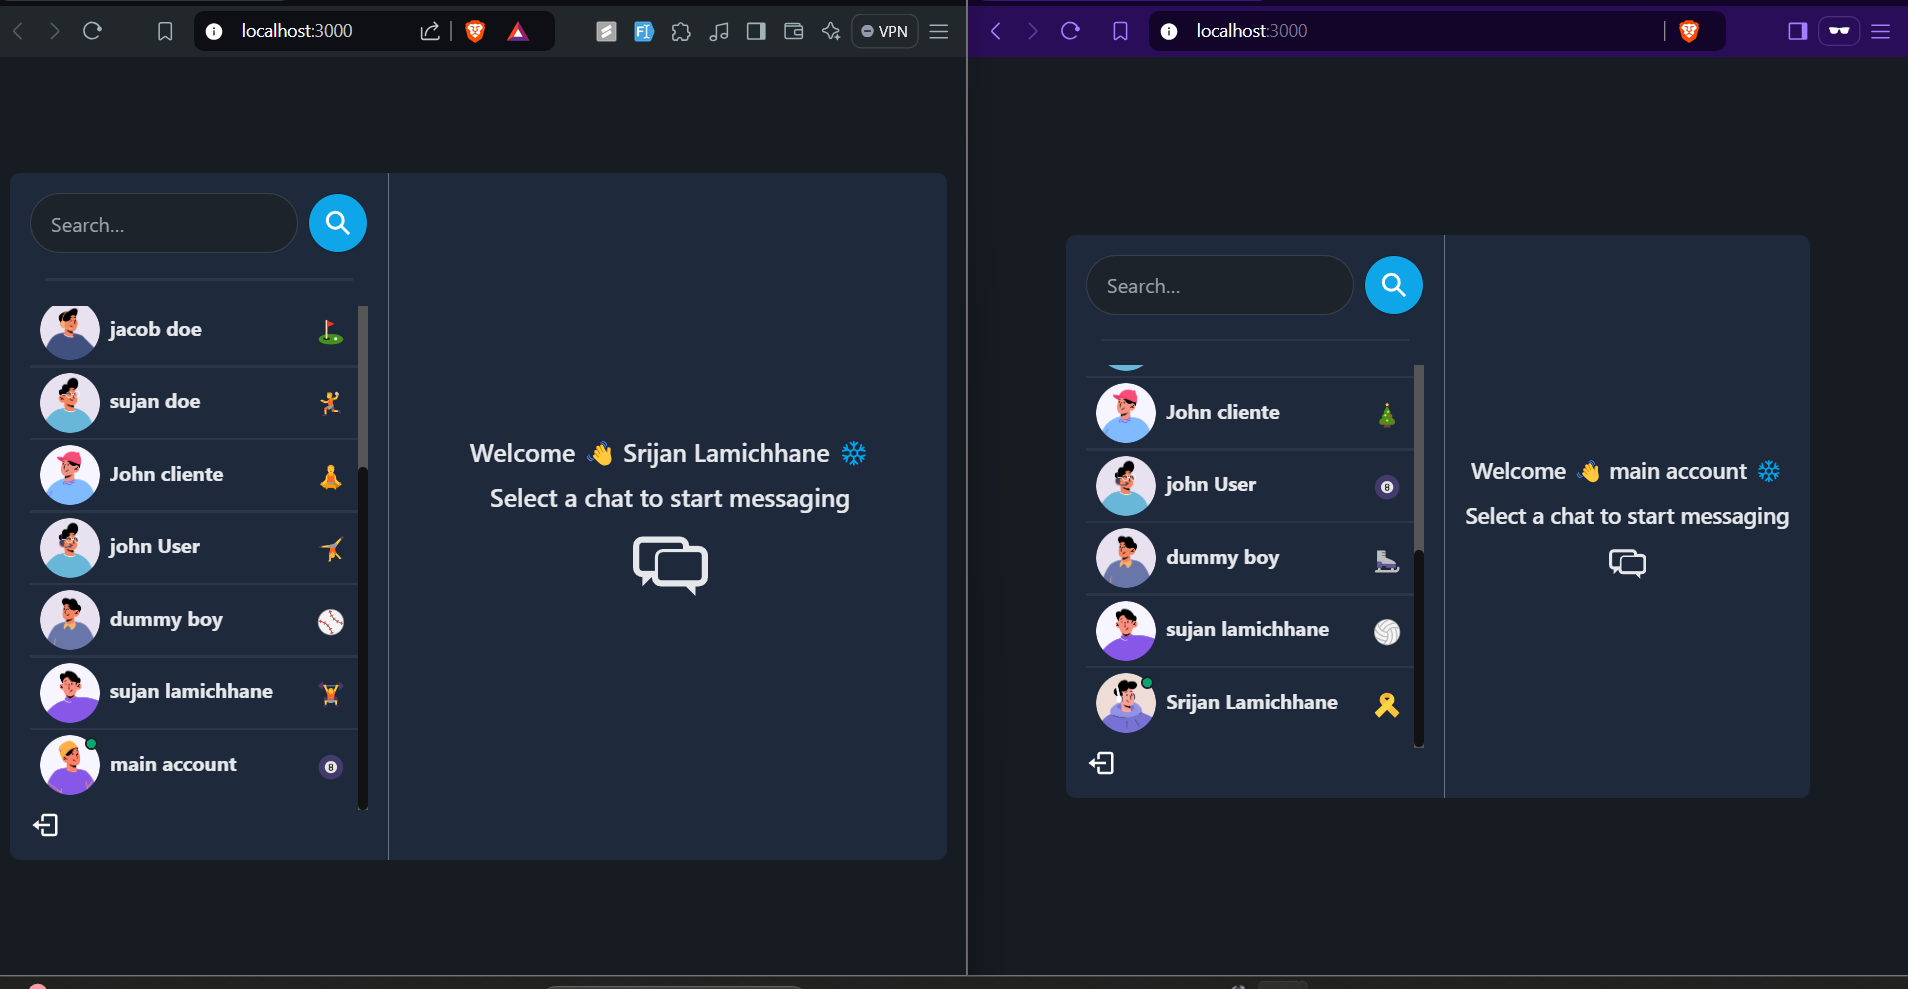 localhost:3000
VPN
Search...
jacob doe
sujan doe
John cliente
john User
dummy boy
sujan lamichhane
main account
Welcome 👋 Srijan Lamichhane ❄
Select a chat to start messaging
localhost:3000
Search...
John cliente
john User
dummy boy
sujan lamichhane
Srijan Lamichhane
Welcome 👋 main account ❄
Select a chat to start messaging